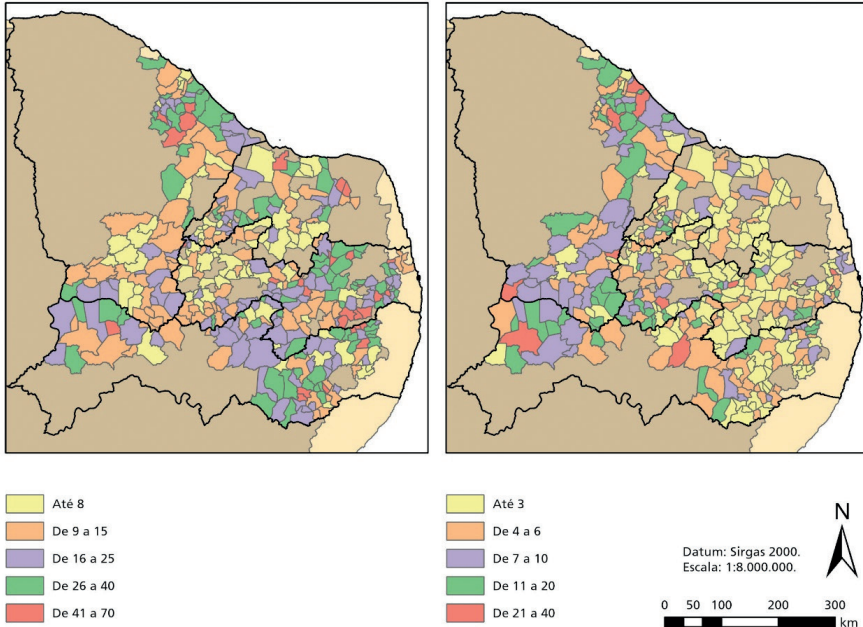 Até 8
De 9 a 15
De 16 a 25
De 26 a 40
De 41 a 70
Até 3
De 4 a 6
De 7 a 10
De 11 a 20
De 21 a 40
Datum: Sirgas 2000.
Escala: 1:8.000.000.
N
0 50 100 200 300
km